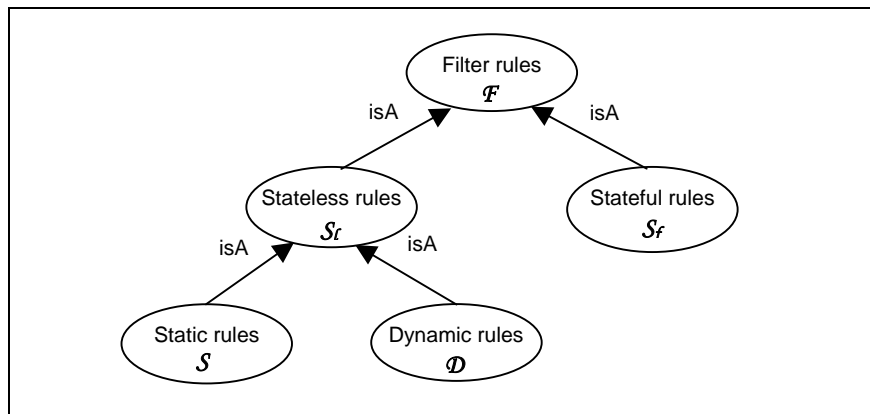 Filter rules
ℱ
isA
isA
Stateless rules
𝒮ℓ
Stateful rules
𝒮f
isA
isA
Static rules
𝒮
Dynamic rules
𝒟